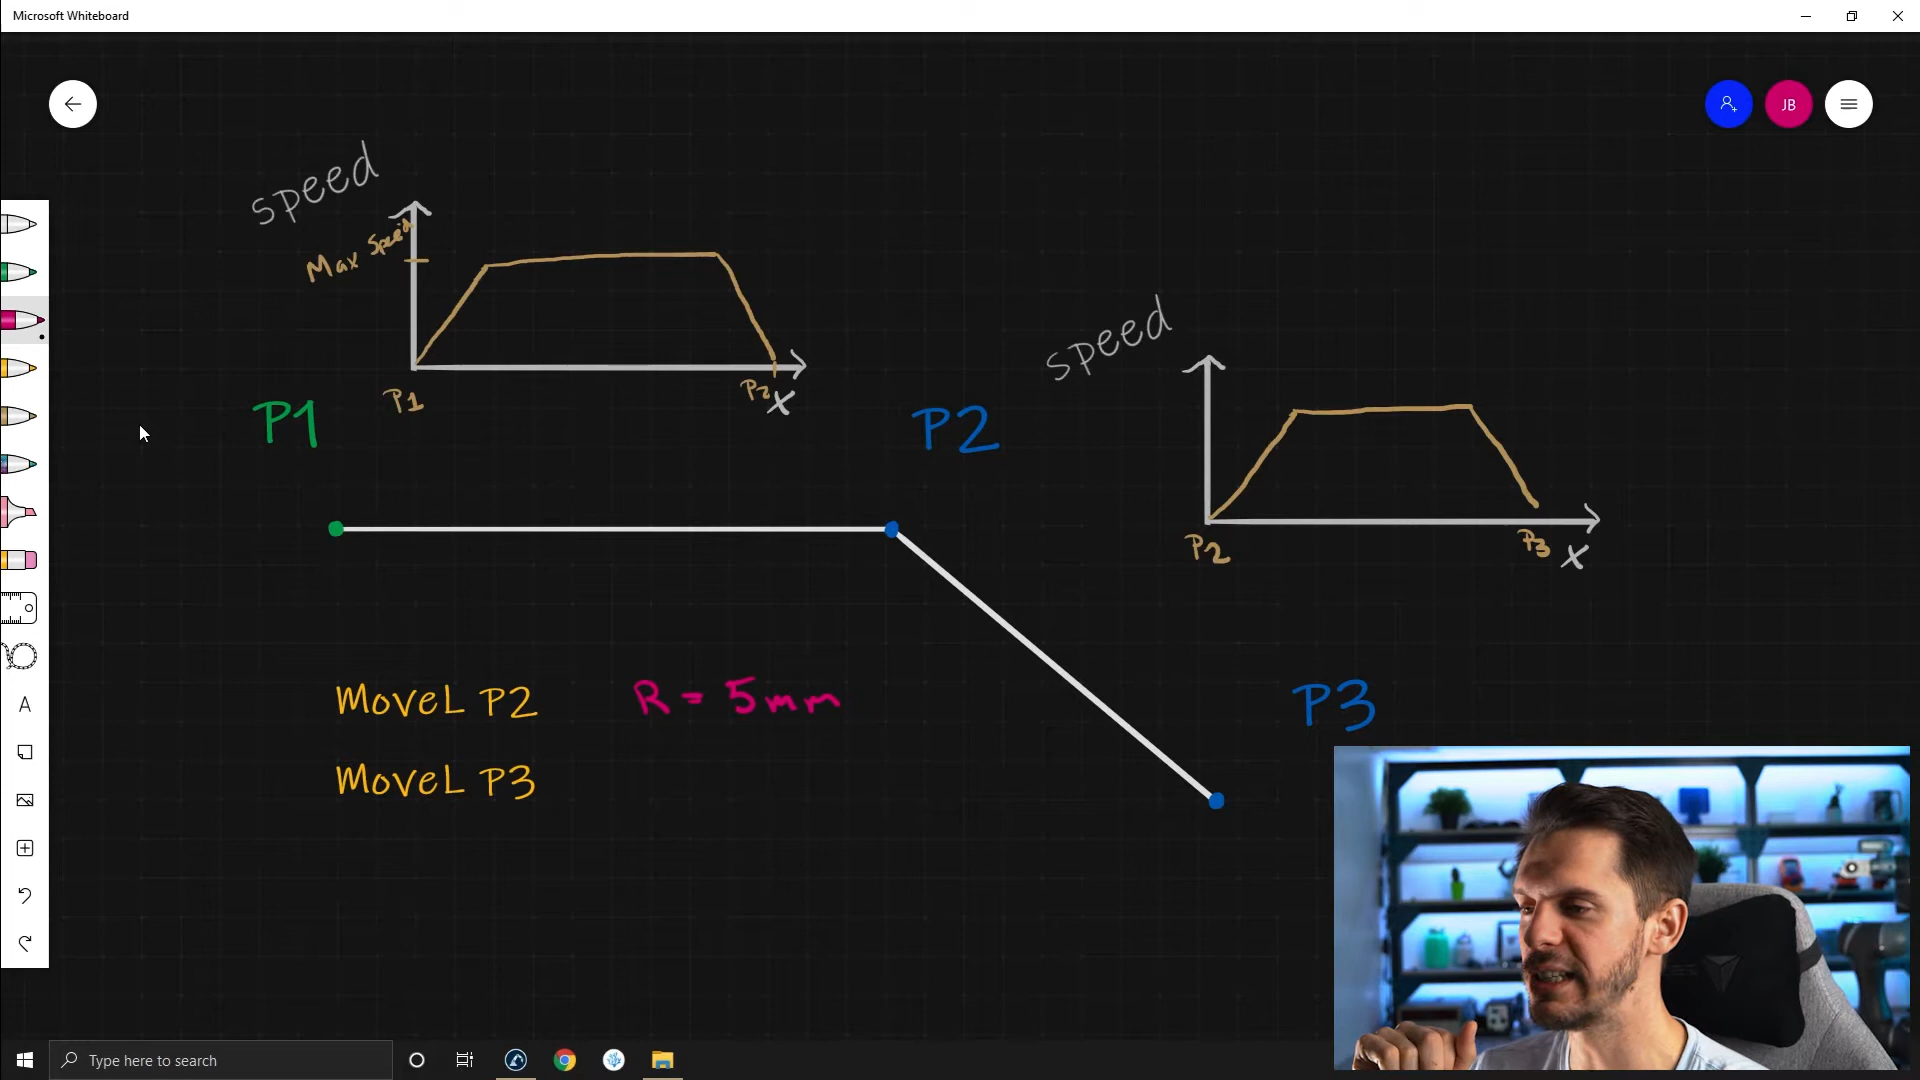 Microsoft Whiteboard
JB
speed
Max Speed
P1
P2
X
speed
P1
P2
P2
P3
X
MoveL P2
R = 5mm
P3
MoveL P3
A
Type here to search